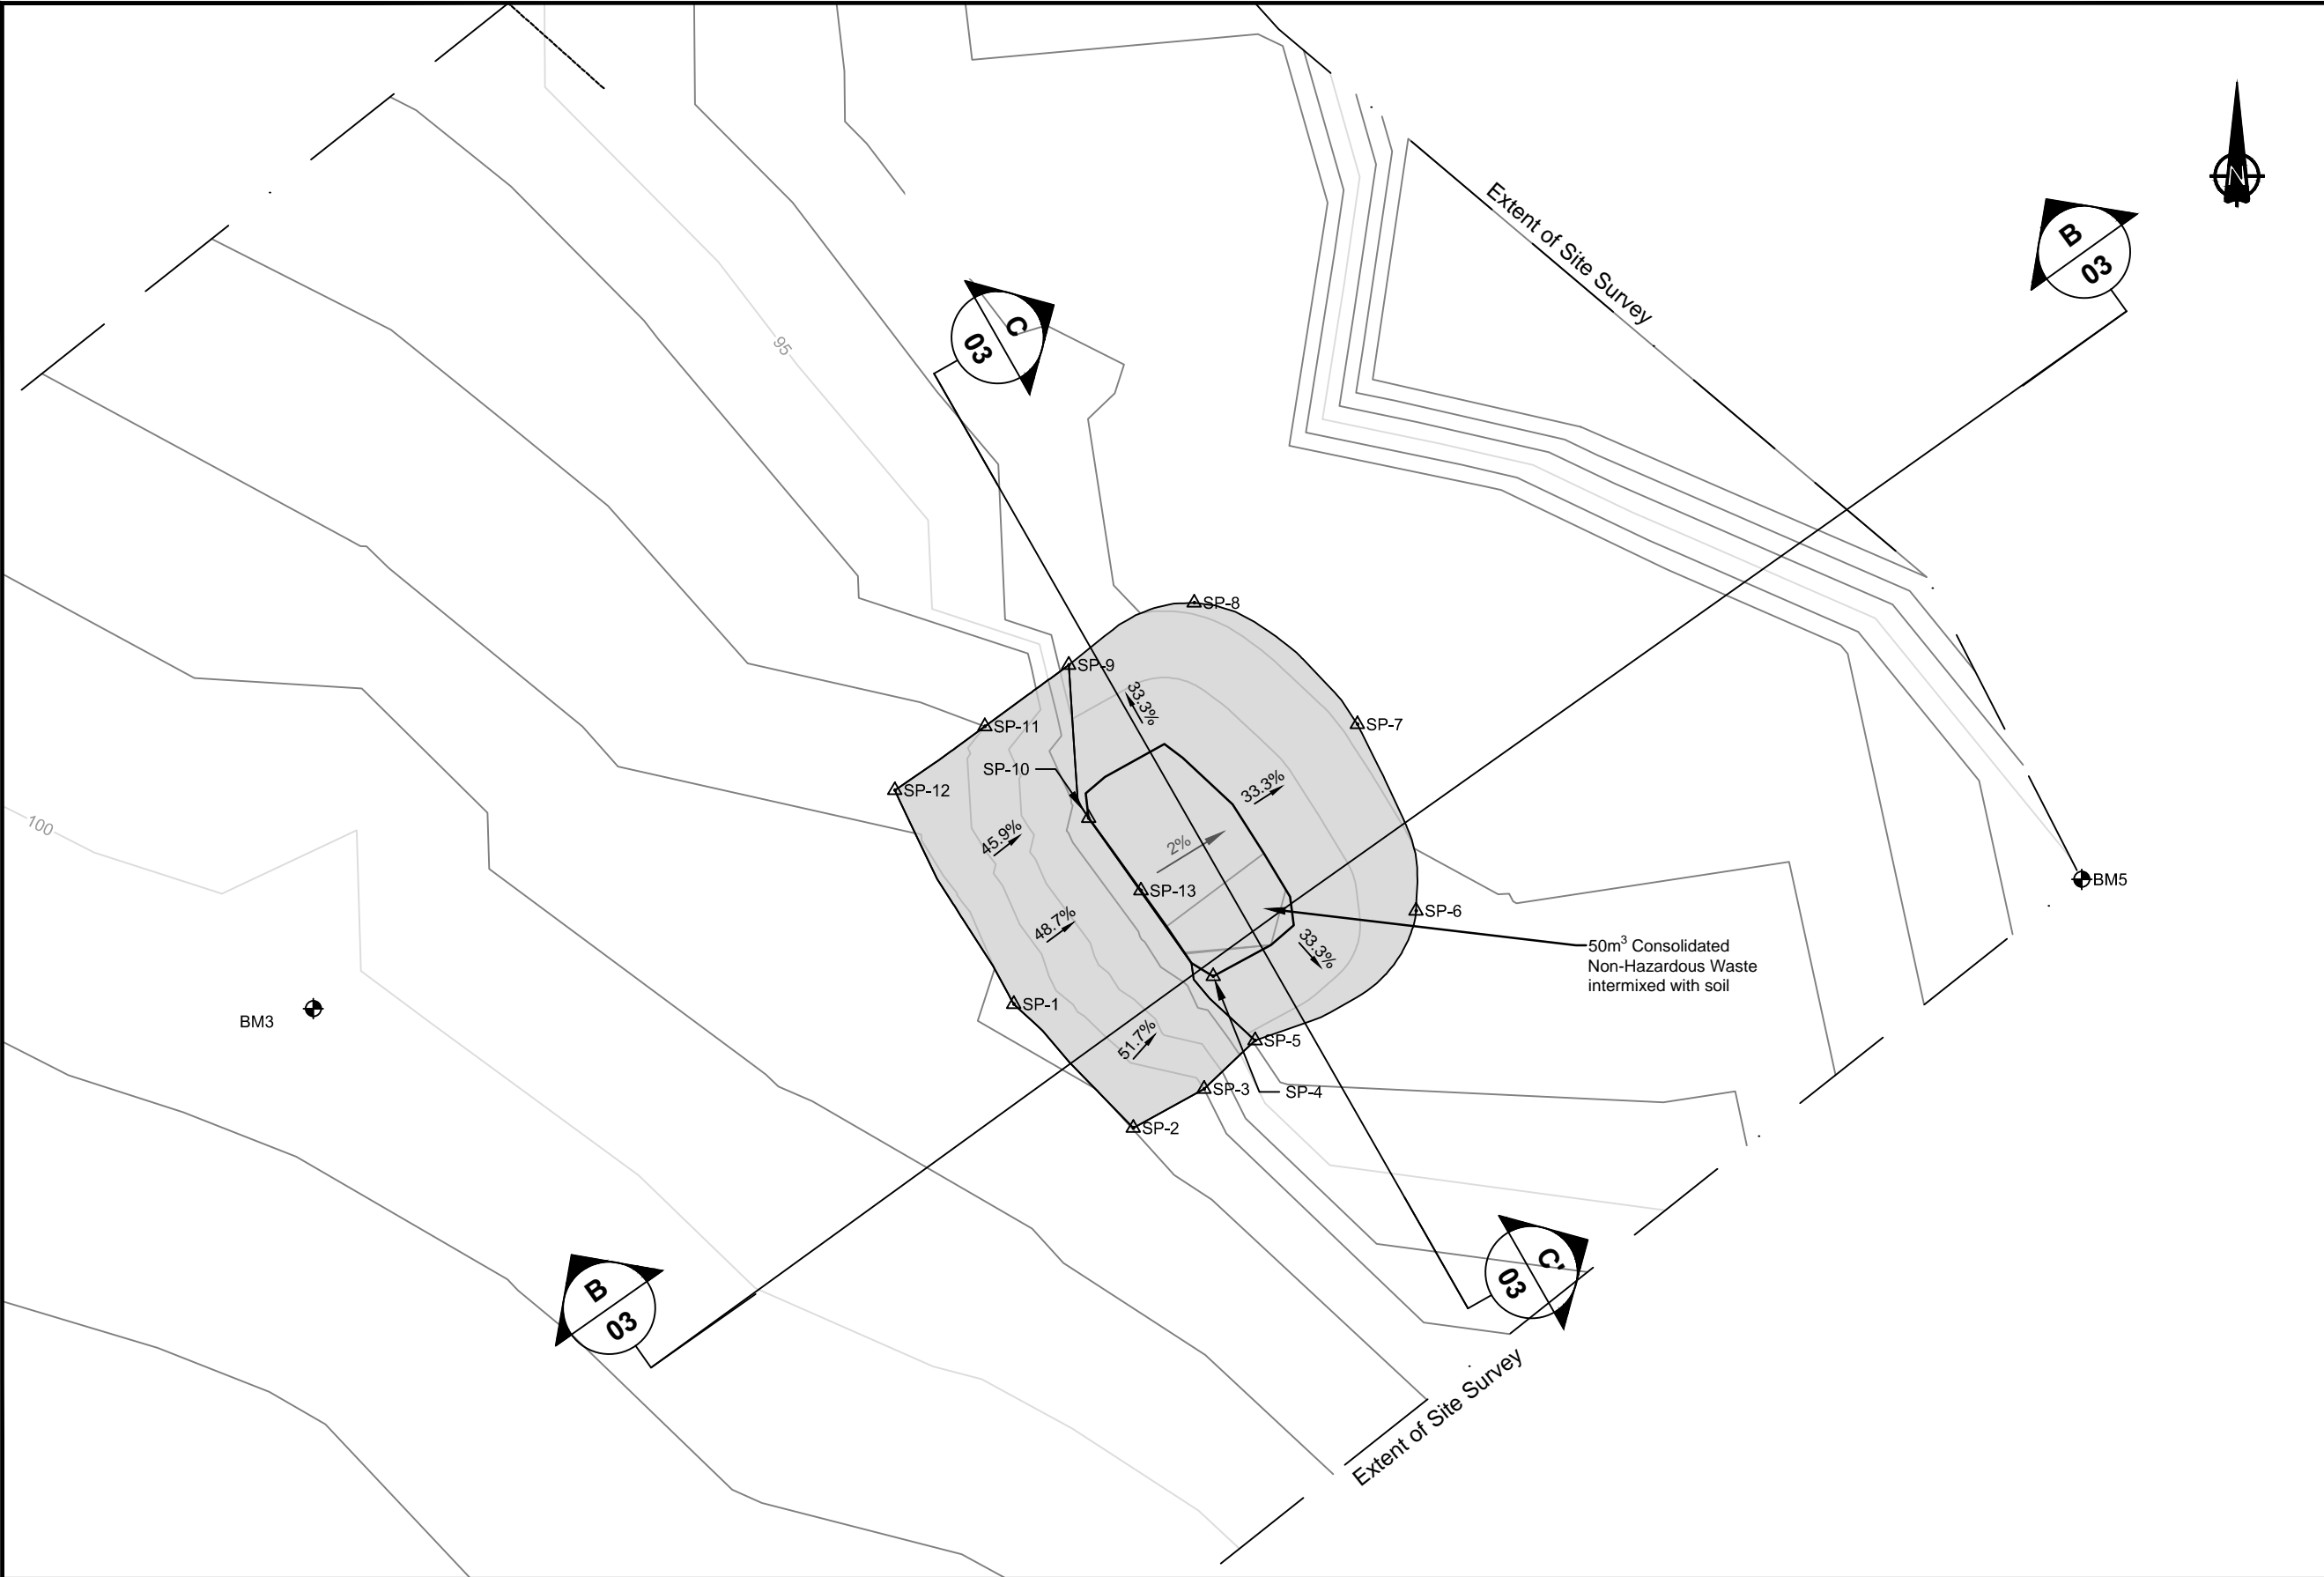 N
Extent of Site Survey
B
03
C
03
95
SP-8
SP-9
33.3%
SP-11
SP-7
SP-10
SP-12
33.3%
45.9%
2%
100
SP-13
BM5
48.7%
SP-6
33.3%
50m³ Consolidated
Non-Hazardous Waste
intermixed with soil
SP-1
BM3
51.7%
SP-5
SP-3
SP-4
SP-2
C'
03
B
03
Extent of Site Survey